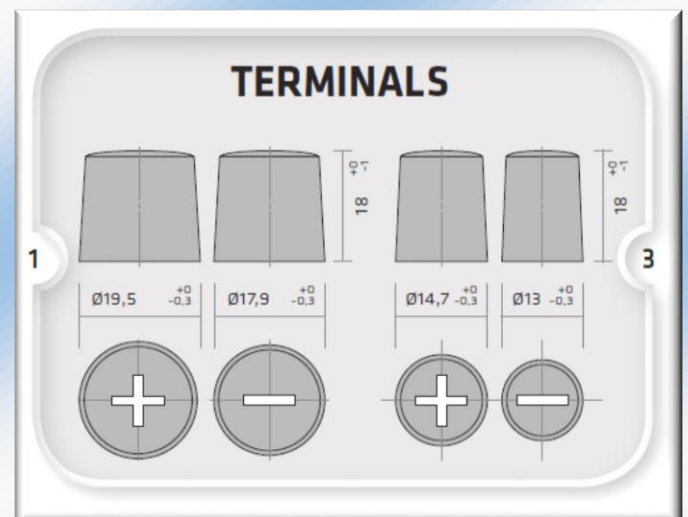 TERMINALS
18 +0 -1
18 +0 -1
1
3
Ø19,5 +0 -0,3
Ø17,9 +0 -0,3
Ø14,7 +0 -0,3
Ø13 +0 -0,3